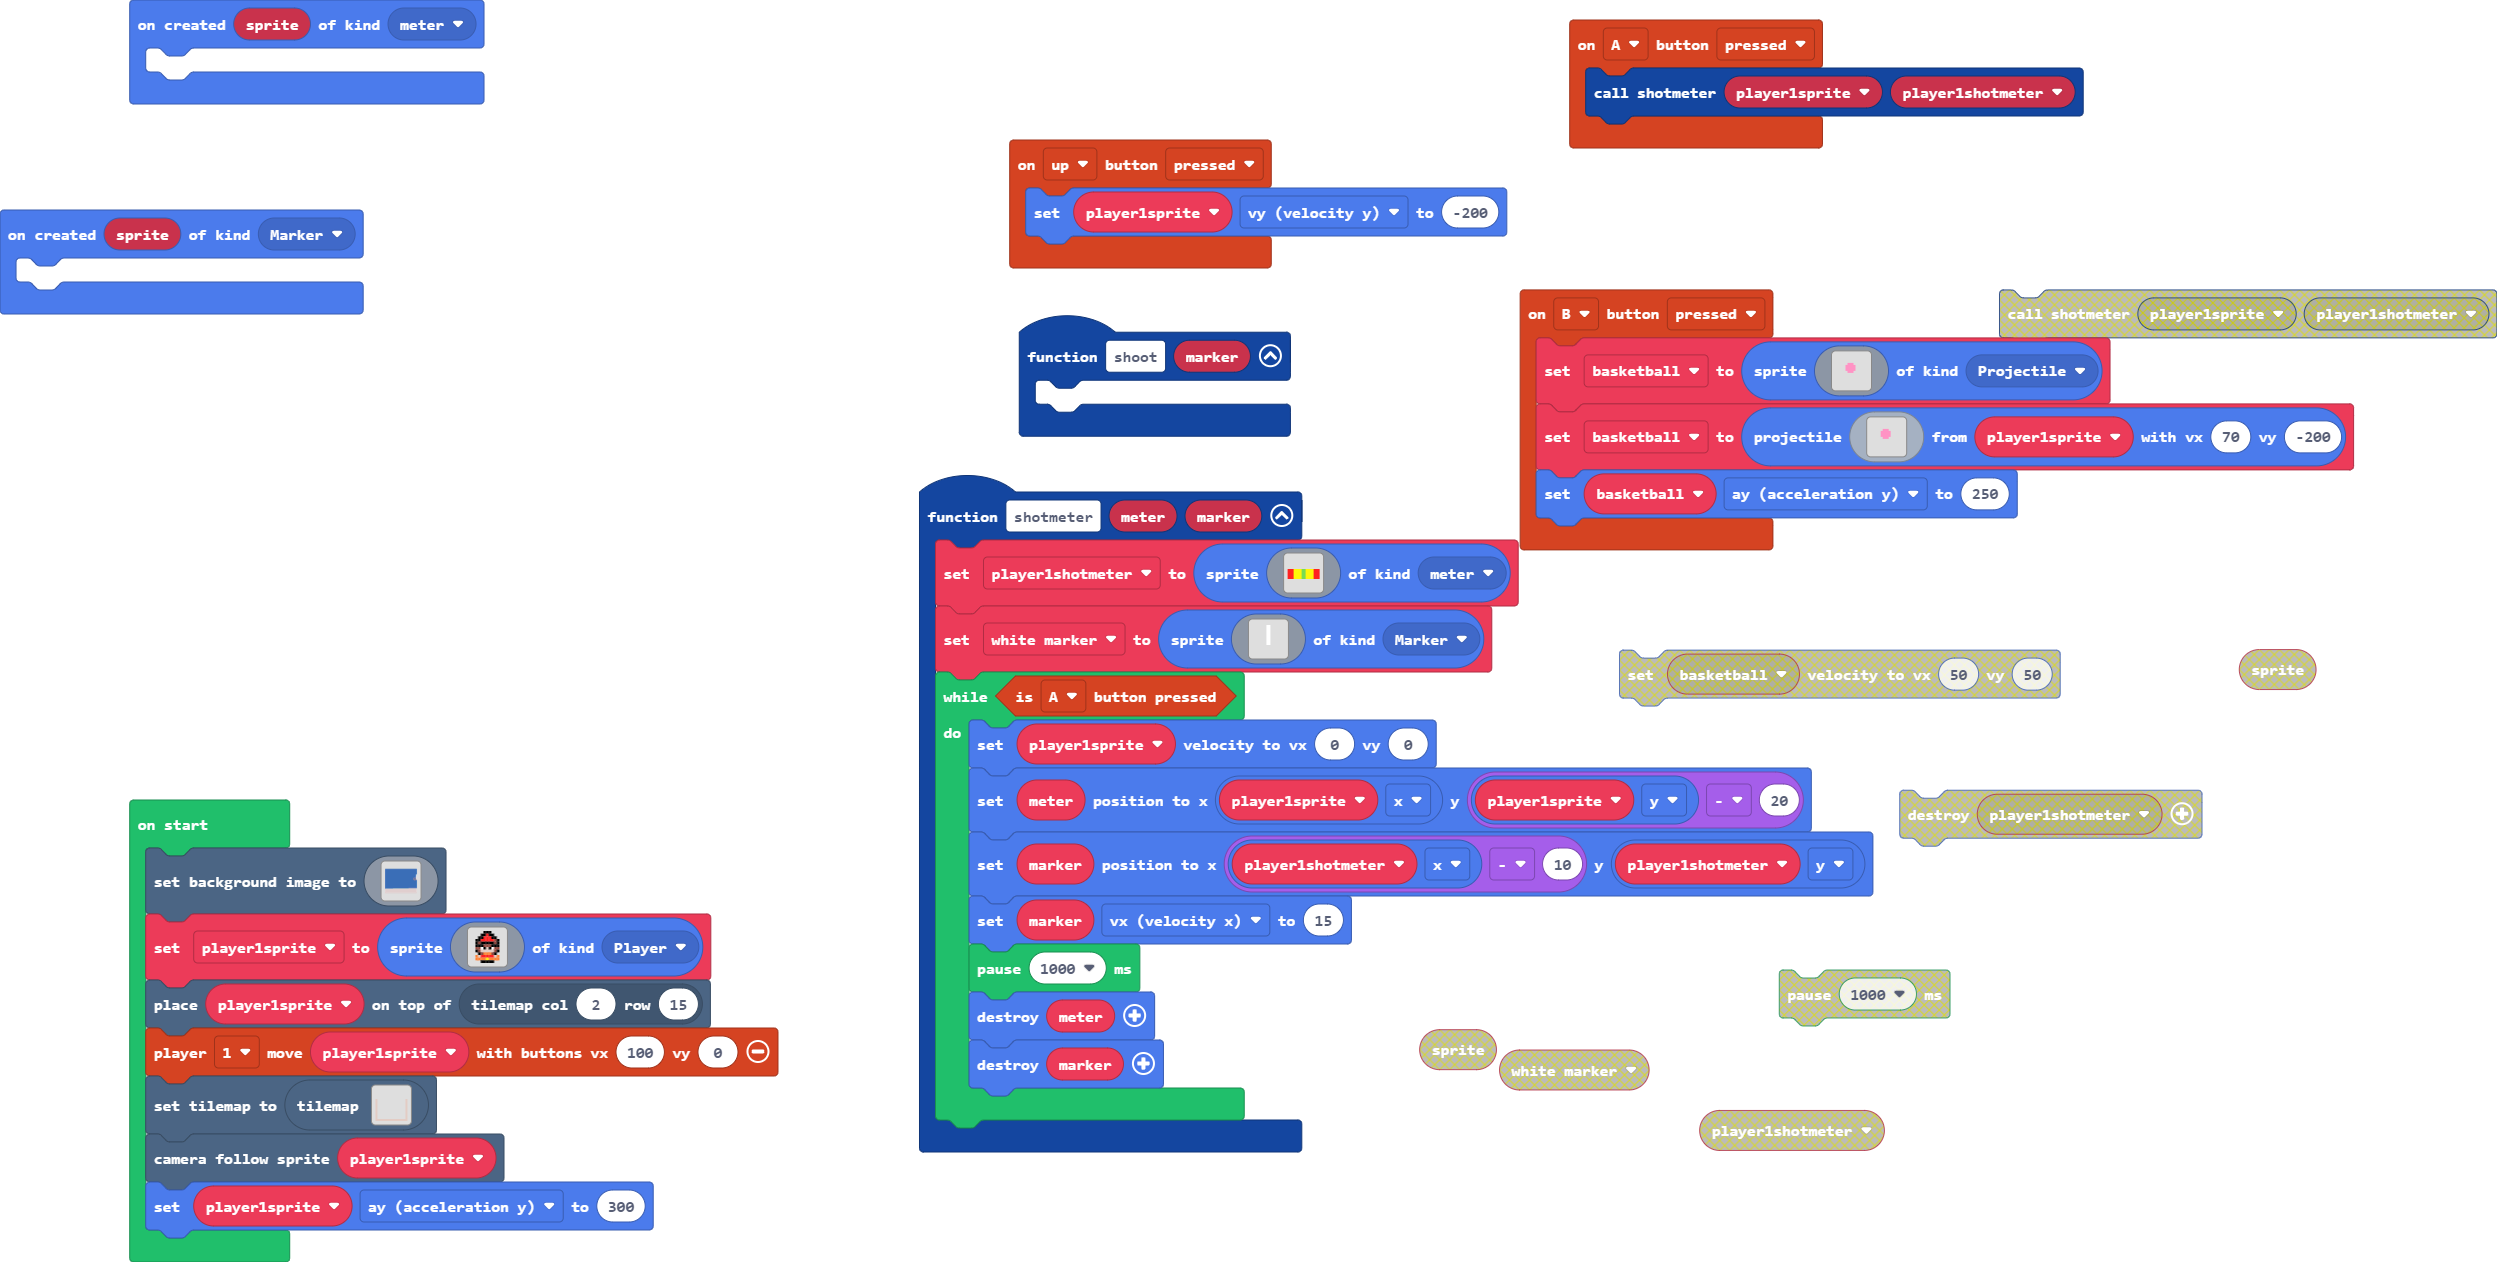 on created sprite of kind meter
on created sprite of kind Marker
on A button pressed
call shotmeter player1sprite player1shotmeter
on up button pressed
set player1sprite vy (velocity y) to -200
function shoot marker
on B button pressed
call shotmeter player1sprite player1shotmeter
set basketball to sprite of kind Projectile
set basketball to projectile from player1sprite with vx 70 vy -200
set basketball ay (acceleration y) to 250
function shotmeter meter marker
set player1shotmeter to sprite of kind meter
set white marker to sprite of kind Marker
while is A button pressed
do
set player1sprite velocity to vx 0 vy 0
set meter position to x player1sprite x y player1sprite y - 20
set marker position to x player1shotmeter x - 10 y player1shotmeter y
set marker vx (velocity x) to 15
pause 1000 ms
destroy meter
destroy marker
set basketball velocity to vx 50 vy 50
sprite
destroy player1shotmeter
pause 1000 ms
sprite
white marker
player1shotmeter
on start
set background image to
set player1sprite to sprite of kind Player
place player1sprite on top of tilemap col 2 row 15
player 1 move player1sprite with buttons vx 100 vy 0
set tilemap to tilemap
camera follow sprite player1sprite
set player1sprite ay (acceleration y) to 300